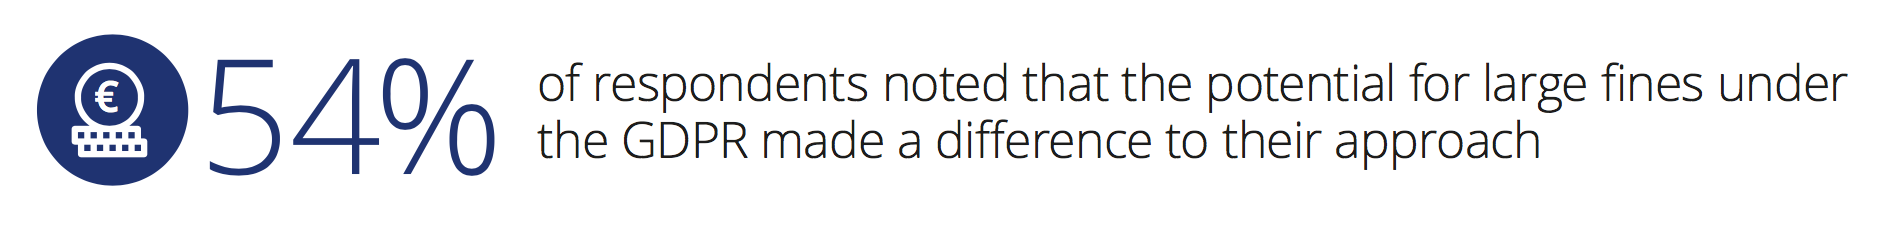 €
54%
of respondents noted that the potential for large fines under
the GDPR made a difference to their approach